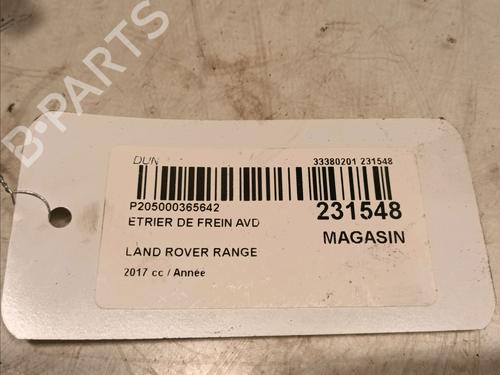 B-PARTS
DUN
33380201 231548
P205000365642
ETRIER DE FREIN AVD
231548
LAND ROVER RANGE
MAGASIN
2017 cc / Année